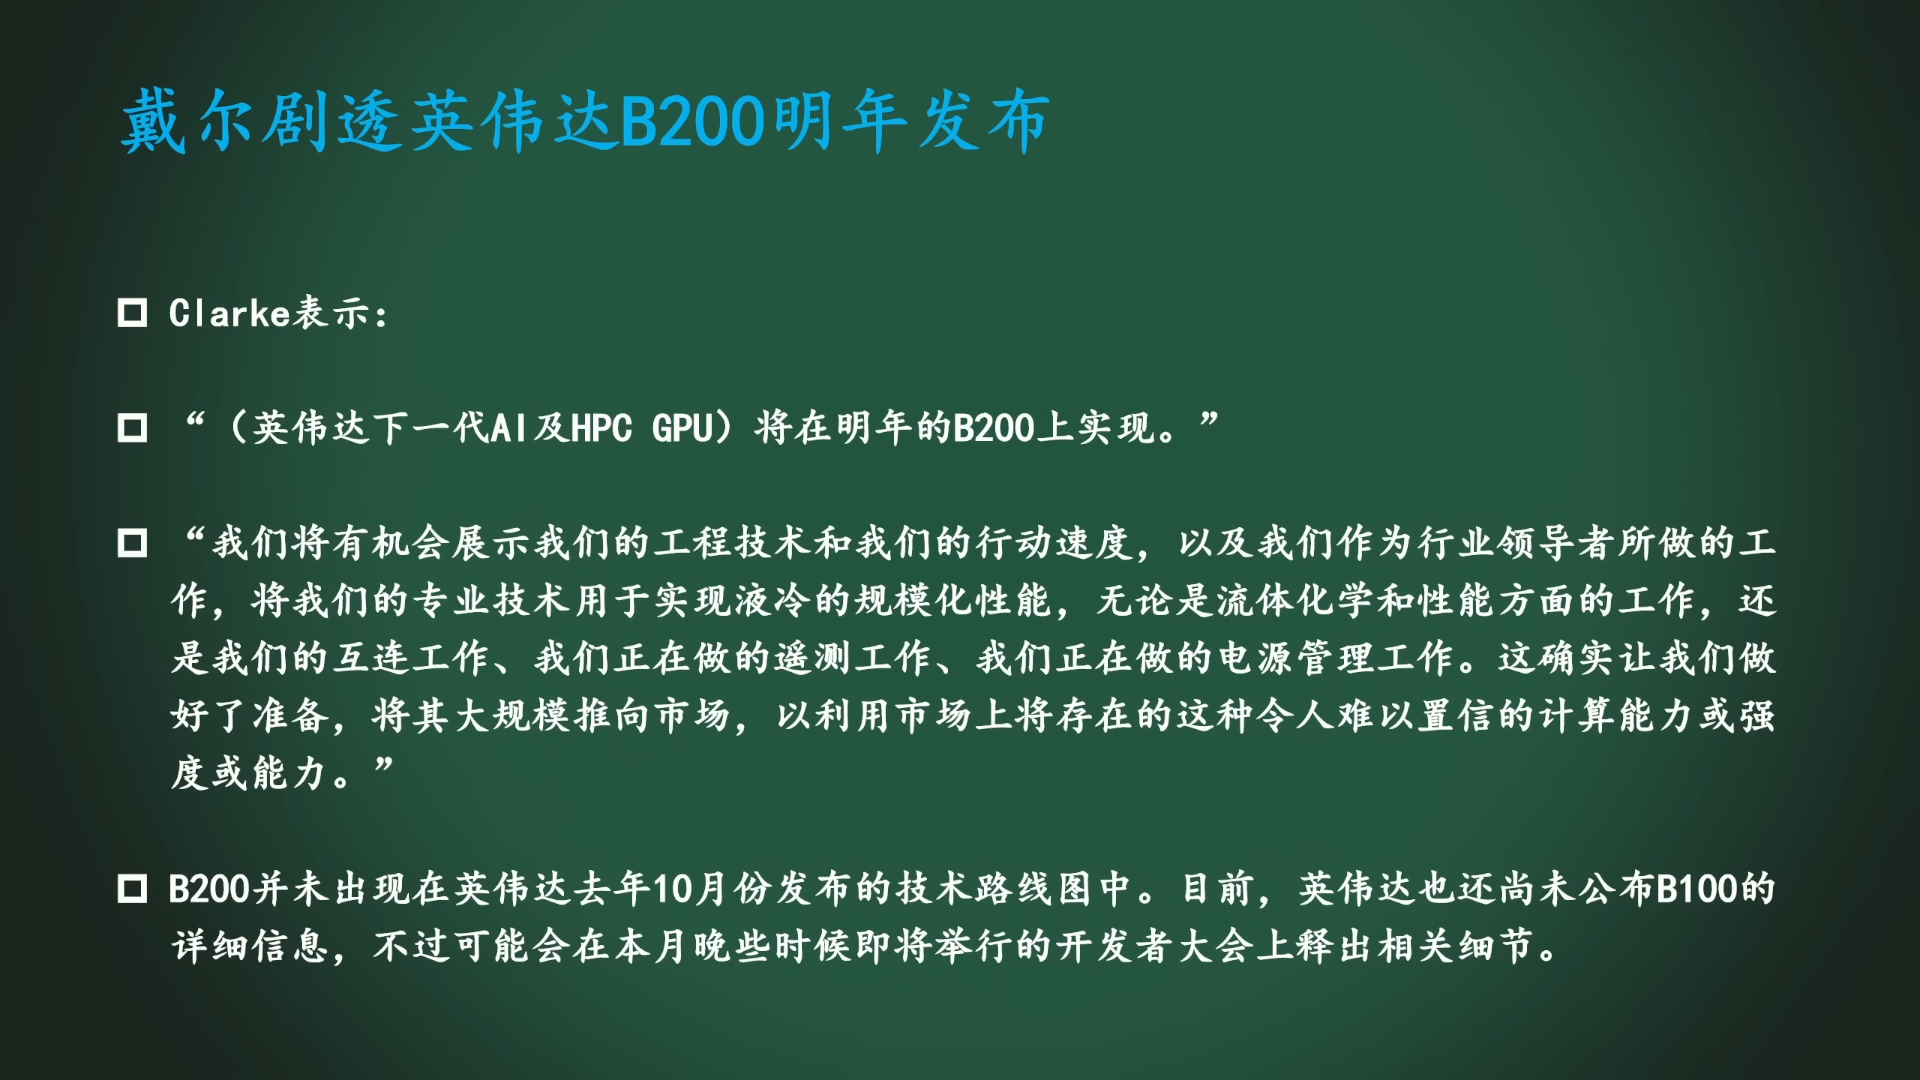 戴尔剧透英伟达B200明年发布
Clarke表示：
“（英伟达下一代AI及HPC GPU）将在明年的B200上实现。”
“我们将有机会展示我们的工程技术和我们的行动速度，以及我们作为行业领导者所做的工
作，将我们的专业技术用于实现液冷的规模化性能，无论是流体化学和性能方面的工作，还
是我们的互连工作、我们正在做的遥测工作、我们正在做的电源管理工作。这确实让我们做
好了准备，将其大规模推向市场，以利用市场上将存在的这种令人难以置信的计算能力或强
度或能力。”
B200并未出现在英伟达去年10月份发布的技术路线图中。目前，英伟达也还尚未公布B100的
详细信息，不过可能会在本月晚些时候即将举行的开发者大会上释出相关细节。